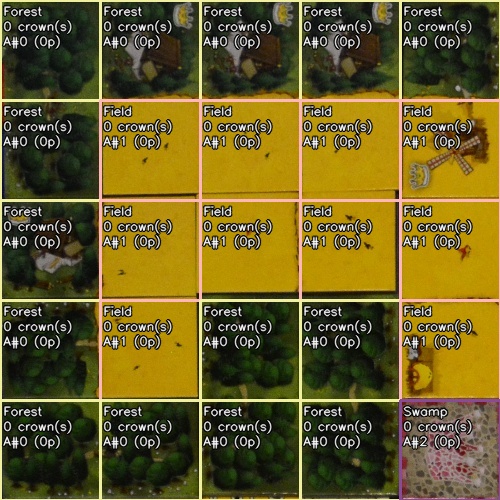 Forest
0 crown(s)
A#0 (0p)
Forest
0 crown(s)
A#0 (0p)
Forest
0 crown(s)
A#0 (0p)
Forest
0 crown(s)
A#0 (0p)
Forest
0 crown(s)
A#0 (0p)
Forest
0 crown(s)
A#0 (0p)
Field
0 crown(s)
A#1 (0p)
Field
0 crown(s)
A#1 (0p)
Field
0 crown(s)
A#1 (0p)
Field
0 crown(s)
A#1 (0p)
Forest
0 crown(s)
A#0 (0p)
Field
0 crown(s)
A#1 (0p)
Field
0 crown(s)
A#1 (0p)
Field
0 crown(s)
A#1 (0p)
Field
0 crown(s)
A#1 (0p)
Forest
0 crown(s)
A#0 (0p)
Field
0 crown(s)
A#1 (0p)
Forest
0 crown(s)
A#0 (0p)
Forest
0 crown(s)
A#0 (0p)
Field
0 crown(s)
A#1 (0p)
Forest
0 crown(s)
A#0 (0p)
Forest
0 crown(s)
A#0 (0p)
Forest
0 crown(s)
A#0 (0p)
Forest
0 crown(s)
A#0 (0p)
Swamp
0 crown(s)
A#2 (0p)